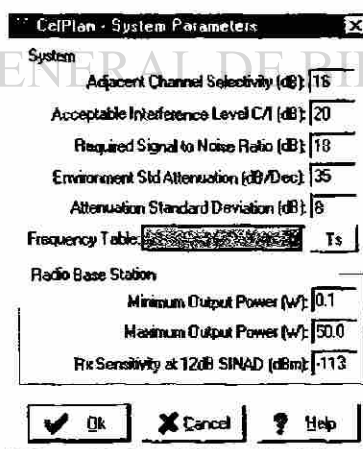 CelPlan - System Parameters
System
Adjacent Channel Selectivity (dB): 16
Acceptable Interference Level C/I (dB): 20
Required Signal to Noise Ratio (dB): 18
Environment Std Attenuation (dB/Dec): 35
Attenuation Standard Deviation (dB): 8
Frequency Table: Ts
Radio Base Station
Minimum Output Power (W): 0.1
Maximum Output Power (W): 50.0
Rx Sensitivity at 12dB SINAD (dBm): -113
Ok Cancel ? Help